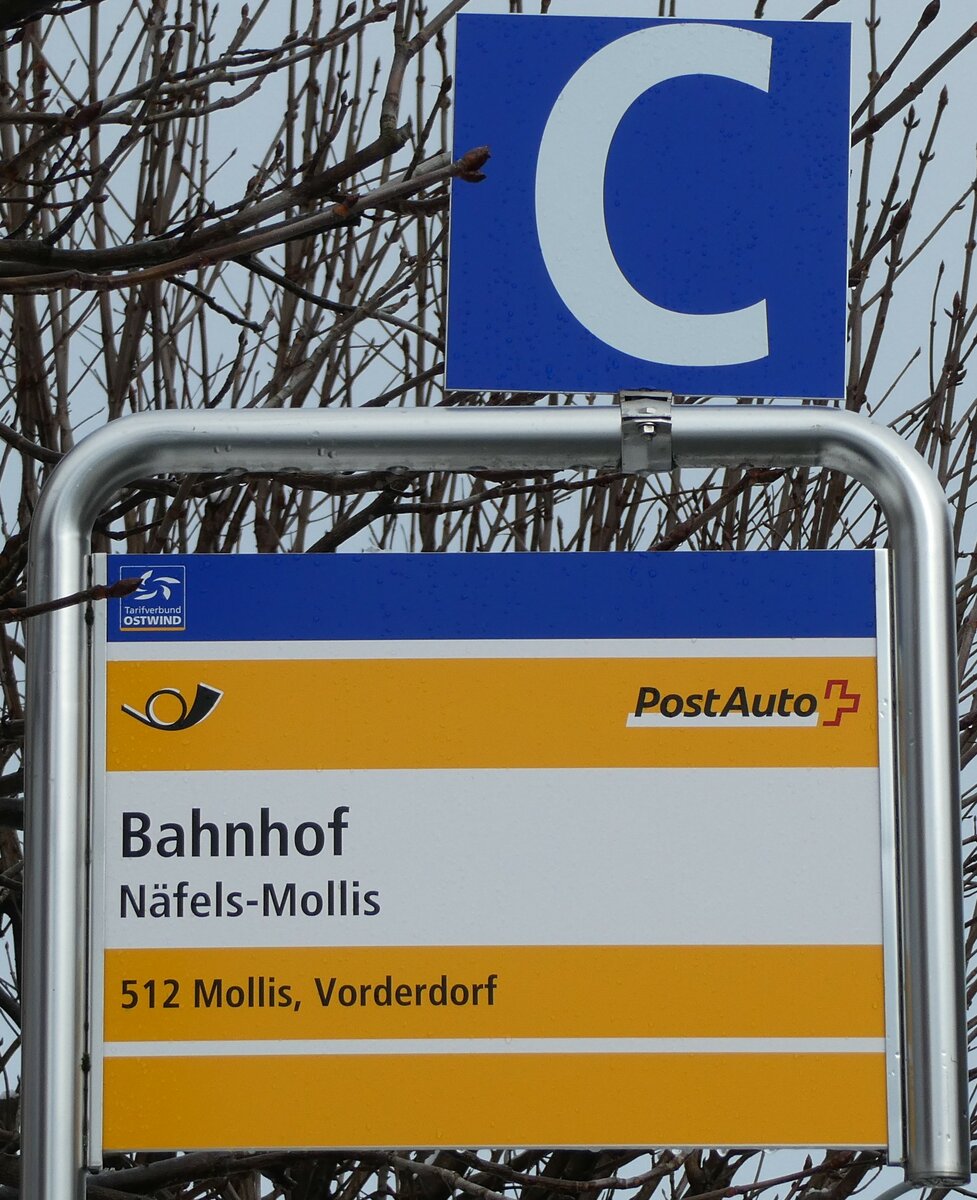 C
Tarifverbund
OSTWIND
PostAuto
Bahnhof
Näfels-Mollis
512 Mollis, Vorderdorf